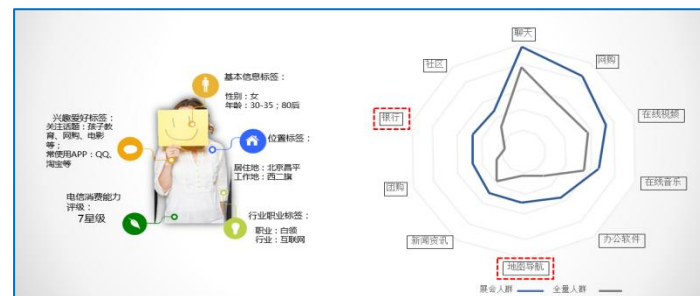 基本信息标签：
性别：女
年龄：30-35；80后
兴趣爱好标签：
关注话题：孩子教
育、网购、电影
等；
常使用APP：QQ、
淘宝等
位置标签：
居住地：北京昌平
工作地：西二旗
电信消费能力
评级：
7星级
行业职业标签：
职业：白领
行业：互联网
聊天
网购
在线视频
在线音乐
办公软件
地图导航
新闻资讯
团购
银行
社区
展会人群
全量人群